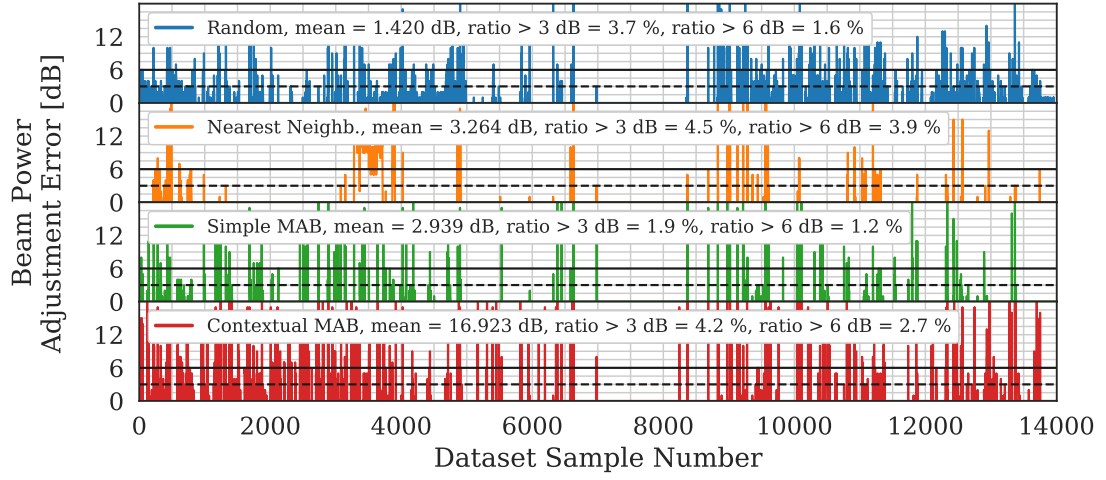 Beam Power
Adjustment Error [dB]
12
6
0
Random, mean = 1.420 dB, ratio > 3 dB = 3.7 %, ratio > 6 dB = 1.6 %
12
6
0
Nearest Neighb., mean = 3.264 dB, ratio > 3 dB = 4.5 %, ratio > 6 dB = 3.9 %
12
6
0
Simple MAB, mean = 2.939 dB, ratio > 3 dB = 1.9 %, ratio > 6 dB = 1.2 %
12
6
0
Contextual MAB, mean = 16.923 dB, ratio > 3 dB = 4.2 %, ratio > 6 dB = 2.7 %
0 2000 4000 6000 8000 10000 12000 14000
Dataset Sample Number